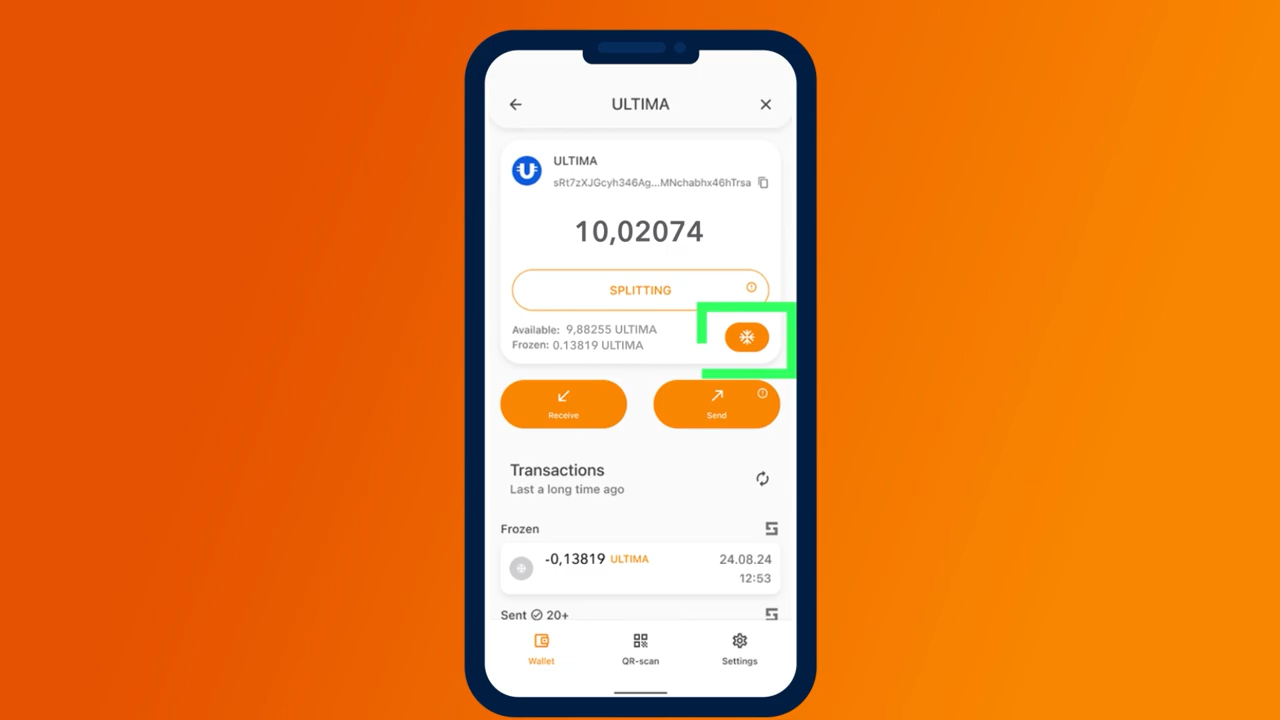 ULTIMA
ULTIMA
sRt7zXJGcyh346Ag...MNchabhx46hTrsa
10,02074
SPLITTING
Available: 9,88255 ULTIMA
Frozen: 0.13819 ULTIMA
Receive
Send
Transactions
Last a long time ago
Frozen
-0,13819 ULTIMA
24.08.24
12:53
Sent 20+
Wallet
QR-scan
Settings